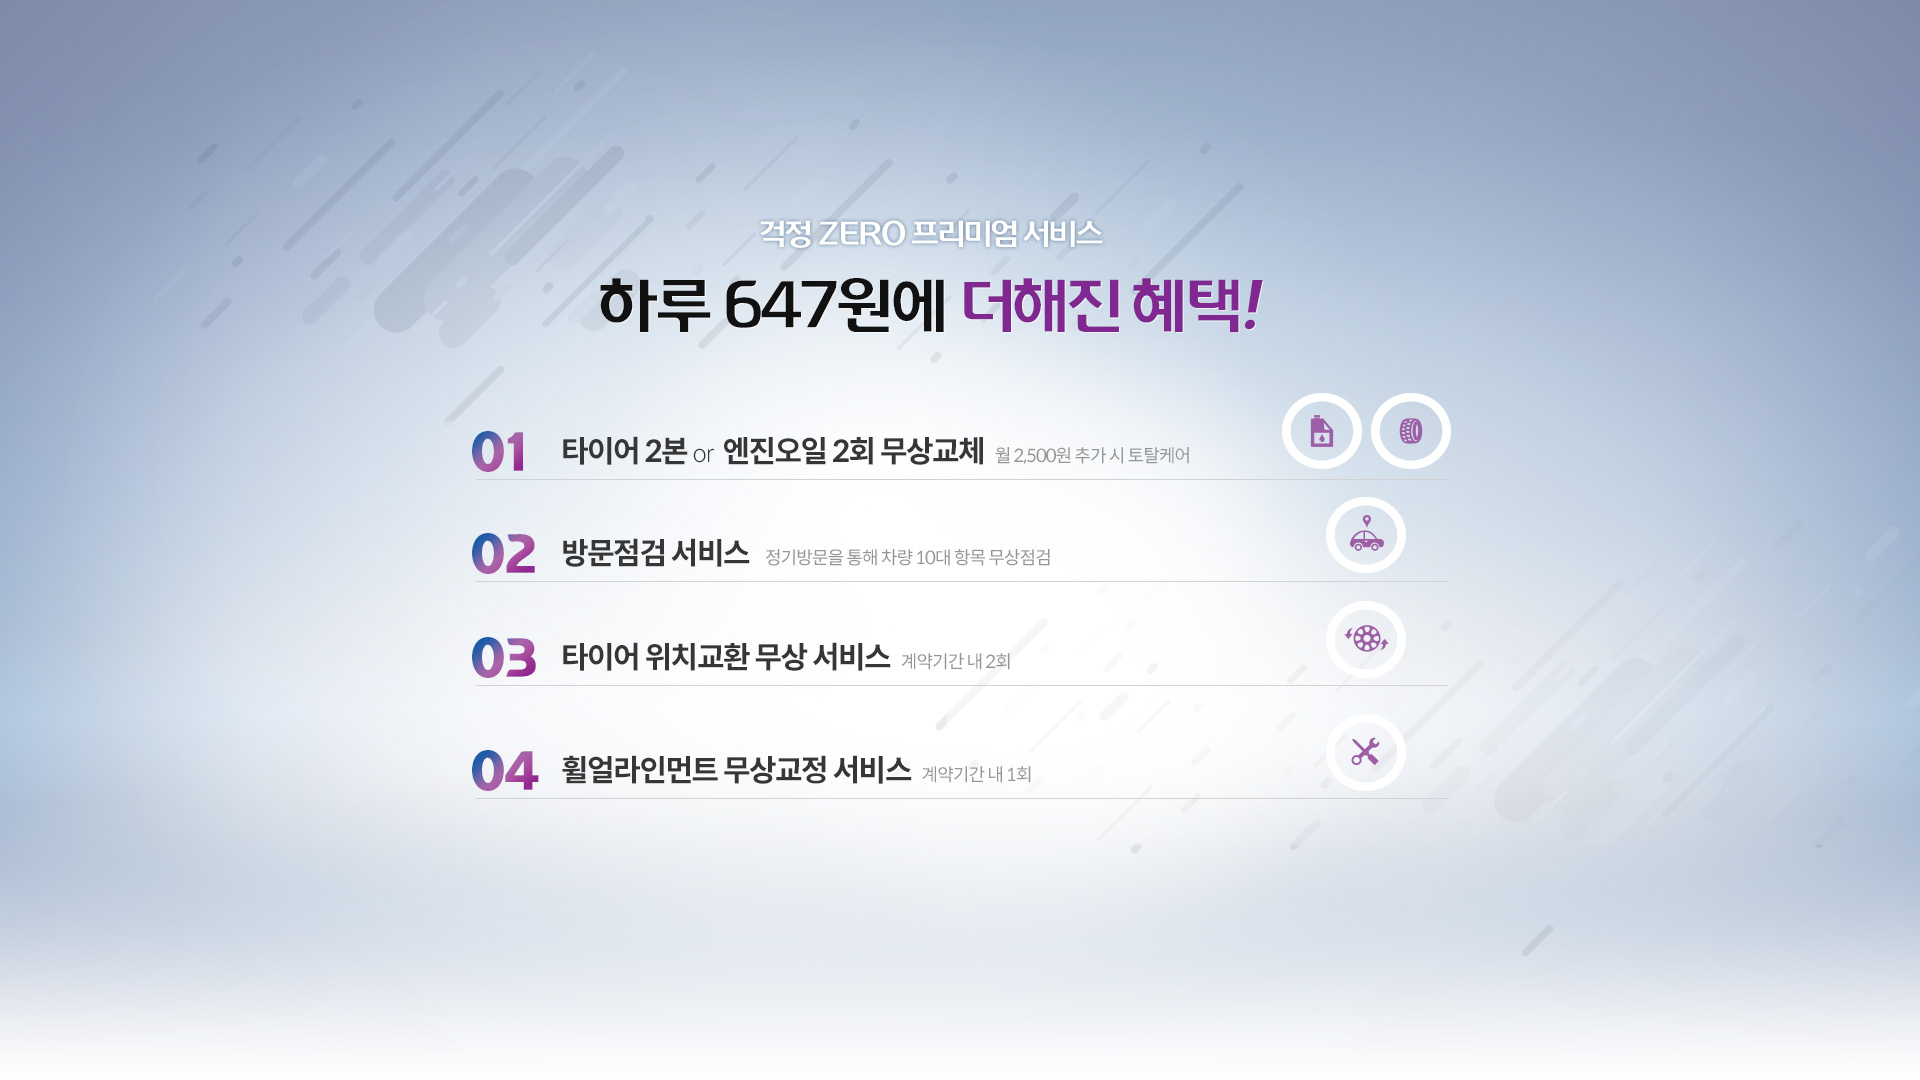 걱정 ZERO 프리미엄 서비스
하루 647원에 더해진 혜택!
01 타이어 2본 or 엔진오일 2회 무상교체 월 2,500원 추가 시 토탈케어
02 방문점검 서비스 정기방문을 통해 차량 10대 항목 무상점검
03 타이어 위치교환 무상 서비스 계약기간 내 2회
04 휠얼라인먼트 무상교정 서비스 계약기간 내 1회